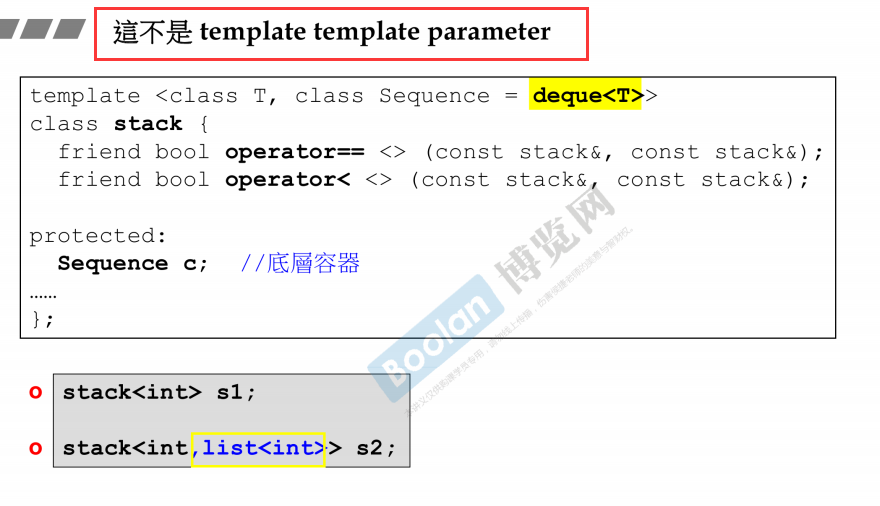 這不是 template template parameter
template <class T, class Sequence = deque<T>>
class stack {
friend bool operator== <> (const stack&, const stack&);
friend bool operator< <> (const stack&, const stack&);
protected:
Sequence c; //底層容器
……
};
Boolan 博览网
o stack<int> s1;
o stack<int,list<int>> s2;